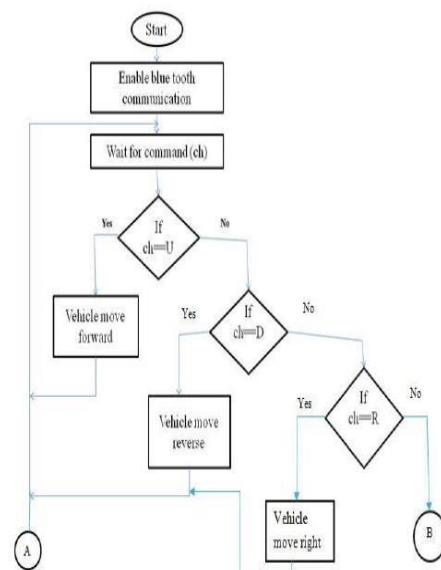 Start
Enable blue tooth
communication
Wait for command (ch)
Yes
No
If
ch==U
Vehicle move
forward
Yes
No
If
ch==D
Vehicle move
reverse
Yes
No
If
ch==R
Vehicle
move right
A
B